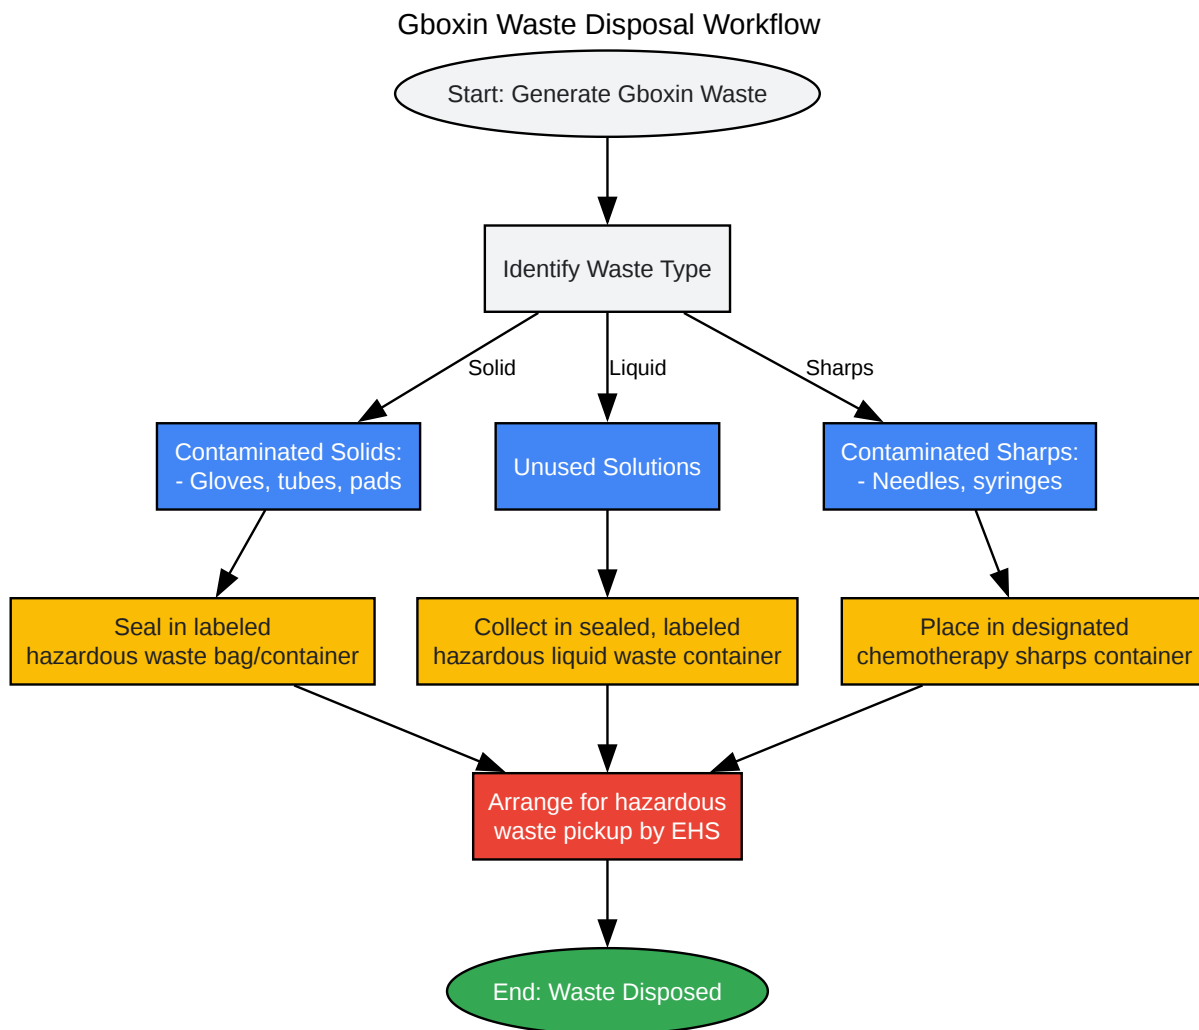 Gboxin Waste Disposal Workflow
Start: Generate Gboxin Waste
Identify Waste Type
Solid
Liquid
Sharps
Contaminated Solids:
- Gloves, tubes, pads
Unused Solutions
Contaminated Sharps:
- Needles, syringes
Seal in labeled
hazardous waste bag/container
Collect in sealed, labeled
hazardous liquid waste container
Place in designated
chemotherapy sharps container
Arrange for hazardous
waste pickup by EHS
End: Waste Disposed